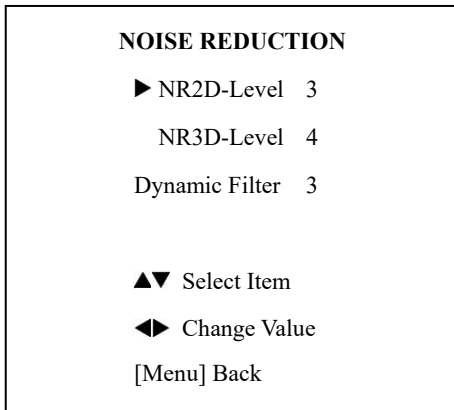 NOISE REDUCTION
▶ NR2D-Level 3
NR3D-Level 4
Dynamic Filter 3
▲▼ Select Item
◀▶ Change Value
[Menu] Back